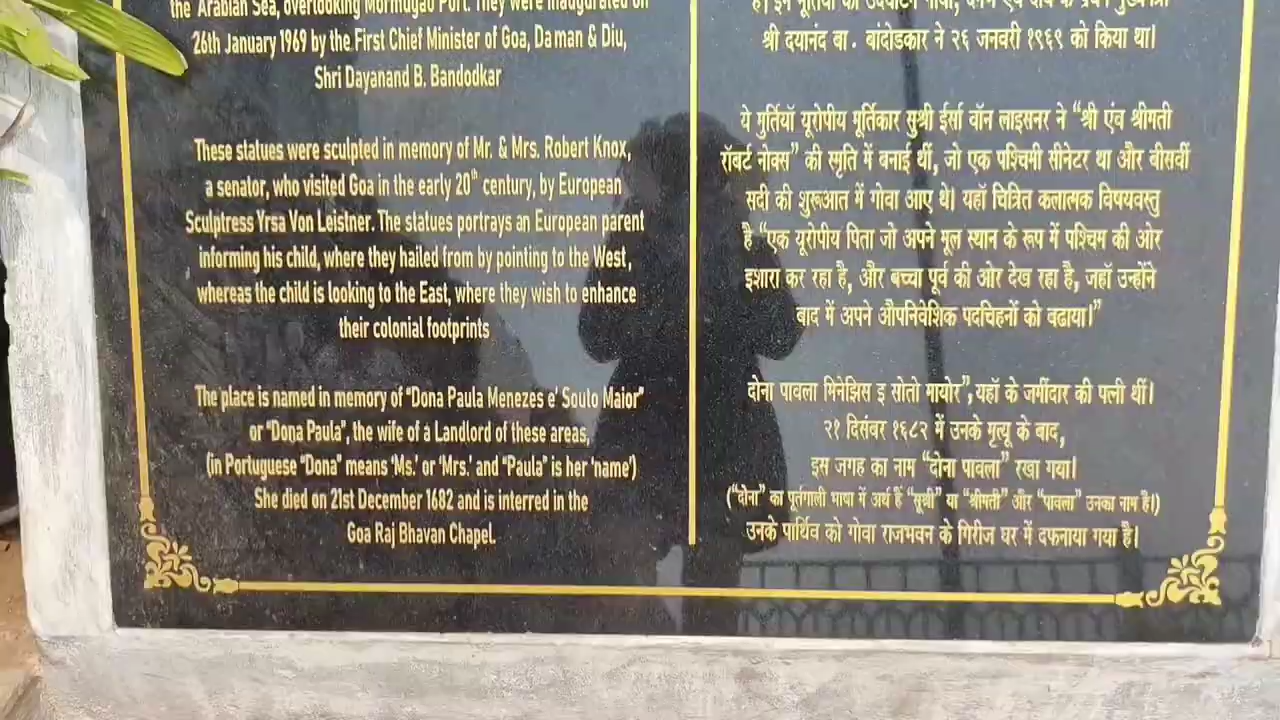 the Arabian Sea, overlooking Mormugao Port. They were inaugurated on
26th January 1969 by the First Chief Minister of Goa, Daman & Diu,
Shri Dayanand B. Bandodkar
These statues were sculpted in memory of Mr. & Mrs. Robert Knox,
a senator, who visited Goa in the early 20th century, by European
Sculptress Yrsa Von Leistner. The statues portrays an European parent
informing his child, where they hailed from by pointing to the West,
whereas the child is looking to the East, where they wish to enhance
their colonial footprints
The place is named in memory of “Dona Paula Menezes e’ Souto Maior”
or “Dona Paula”, the wife of a Landlord of these areas,
(in Portuguese “Dona” means ‘Ms.’ or ‘Mrs.’ and “Paula” is her ‘name’)
She died on 21st December 1682 and is interred in the
Goa Raj Bhavan Chapel.
है। इन मूर्तियों का उदघाटन गोवा, दमन एवं दीव के प्रथम मुख्यमंत्री
श्री दयानंद बा. बांदोडकर ने २६ जनवरी १९६९ को किया था।
ये मुर्तियॉ यूरोपीय मूर्तिकार सुश्री ईर्सा वॉन लाइसनर ने “श्री एंव श्रीमती
रॉबर्ट नोक्स” की स्मृति में बनाई थीं, जो एक पश्चिमी सीनेटर था और बीसवीं
सदी की शुरूआत में गोवा आए थे। यहॉ चित्रित कलात्मक विषयवस्तु
है “एक यूरोपीय पिता जो अपने मूल स्थान के रूप में पश्चिम की ओर
इशारा कर रहा है, और बच्चा पूर्व की ओर देख रहा है, जहॉ उन्होंने
बाद में अपने औपनिवेशिक पदचिहनों को बढाया।”
दोना पावला मिनेझिस इ सोतो मायोर”, यहॉ के जमींदार की पत्नी थीं।
२१ दिसंबर १६८२ में उनके मृत्यू के बाद,
इस जगह का नाम “दोना पावला” रखा गया।
(“दोना” का पूर्तगाली भाषा में अर्थ हैं “सूश्री” या “श्रीमती” और “पावला” उनका नाम है।)
उनके पार्थिव को गोवा राजभवन के गिरीज घर में दफनाया गया है।